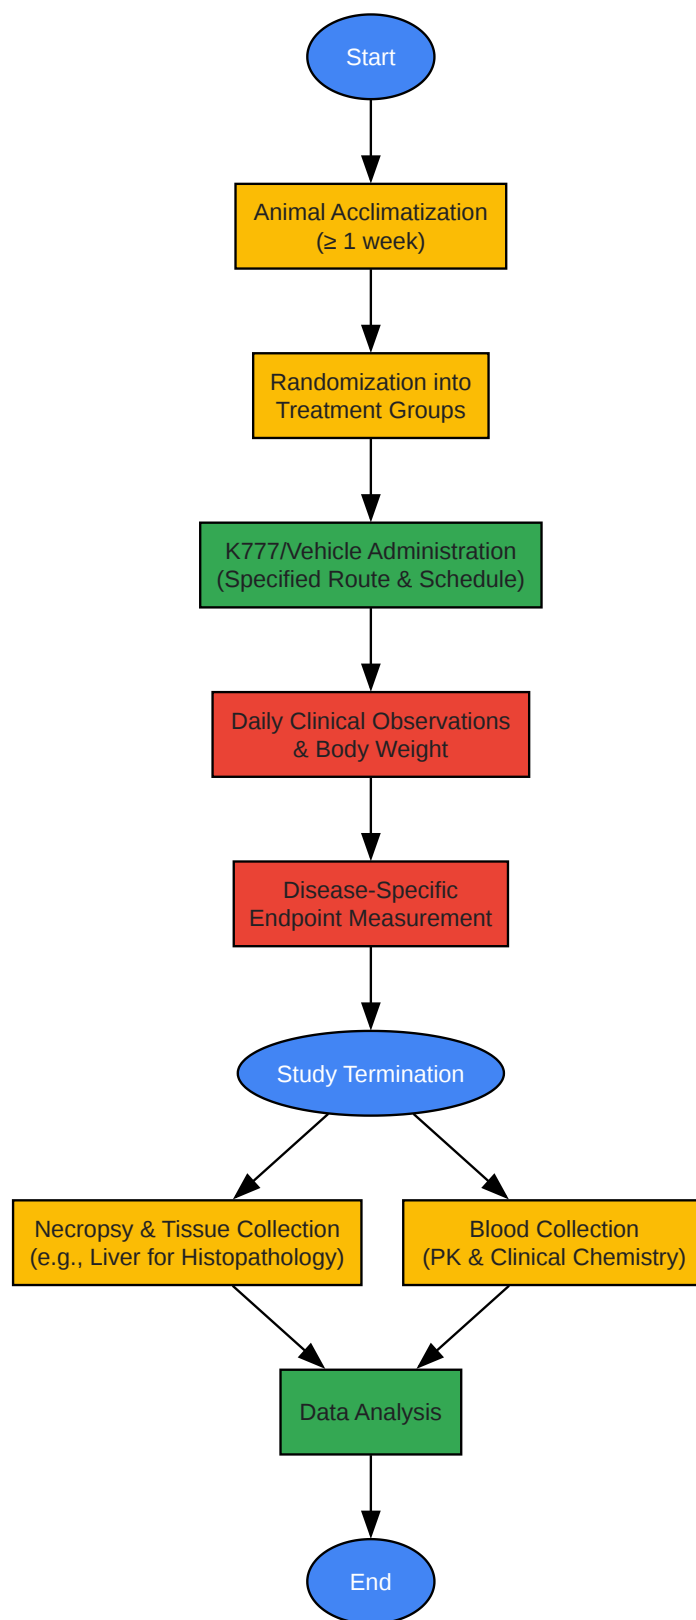 Start
Animal Acclimatization
(≥ 1 week)
Randomization into
Treatment Groups
K777/Vehicle Administration
(Specified Route & Schedule)
Daily Clinical Observations
& Body Weight
Disease-Specific
Endpoint Measurement
Study Termination
Necropsy & Tissue Collection
(e.g., Liver for Histopathology)
Blood Collection
(PK & Clinical Chemistry)
Data Analysis
End